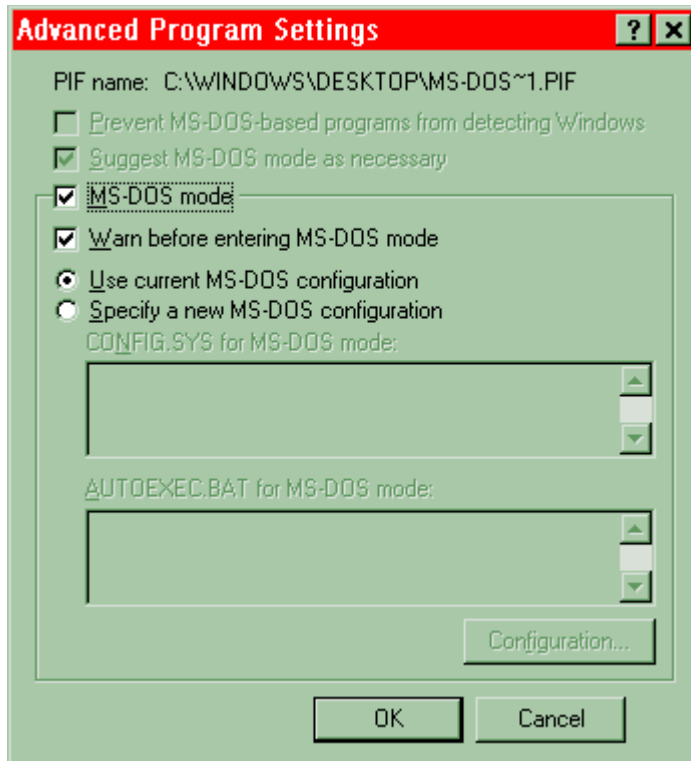 Advanced Program Settings
PIF name: C:\WINDOWS\DESKTOP\MS-DOS~1.PIF
Prevent MS-DOS-based programs from detecting Windows
Suggest MS-DOS mode as necessary
MS-DOS mode
Warn before entering MS-DOS mode
Use current MS-DOS configuration
Specify a new MS-DOS configuration
CONFIG.SYS for MS-DOS mode:
AUTOEXEC.BAT for MS-DOS mode:
Configuration...
OK Cancel